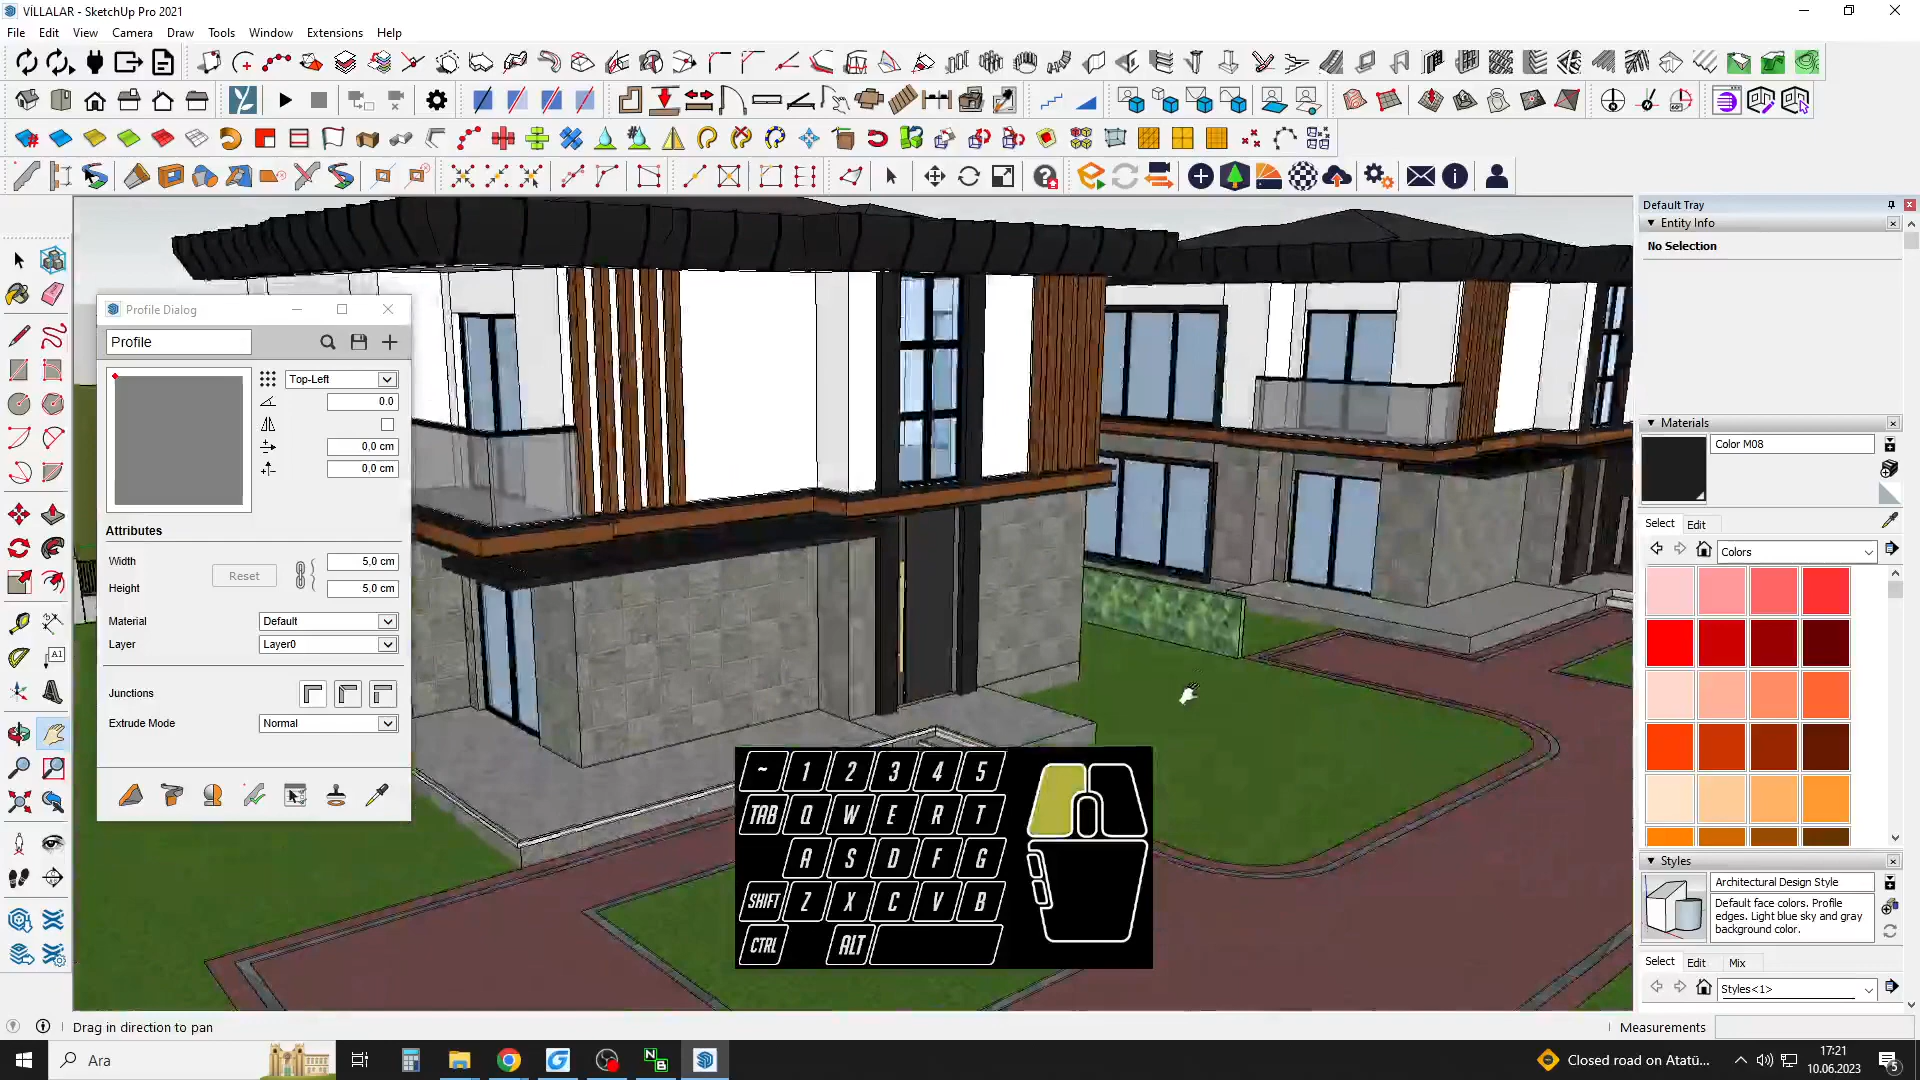 VİLLALAR - SketchUp Pro 2021
File Edit View Camera Draw Tools Window Extensions Help
Default Tray
Entity Info
No Selection
Profile Dialog
Profile
Top-Left
0.0
0,0 cm
0,0 cm
Attributes
Width 5,0 cm
Reset
Height 5,0 cm
Material Default
Layer Layer0
Junctions
Extrude Mode Normal
A1
Materials
Color M08
Select Edit
Colors
Styles
Architectural Design Style
Default face colors. Profile
edges. Light blue sky and gray
background color.
Select Edit Mix
Styles<1>
~ 1 2 3 4 5
TAB Q W E R T
A S D F G
SHIFT Z X C V B
CTRL ALT
Drag in direction to pan
Measurements
Ara
Closed road on Atatü...
17:21
10.06.2023
5